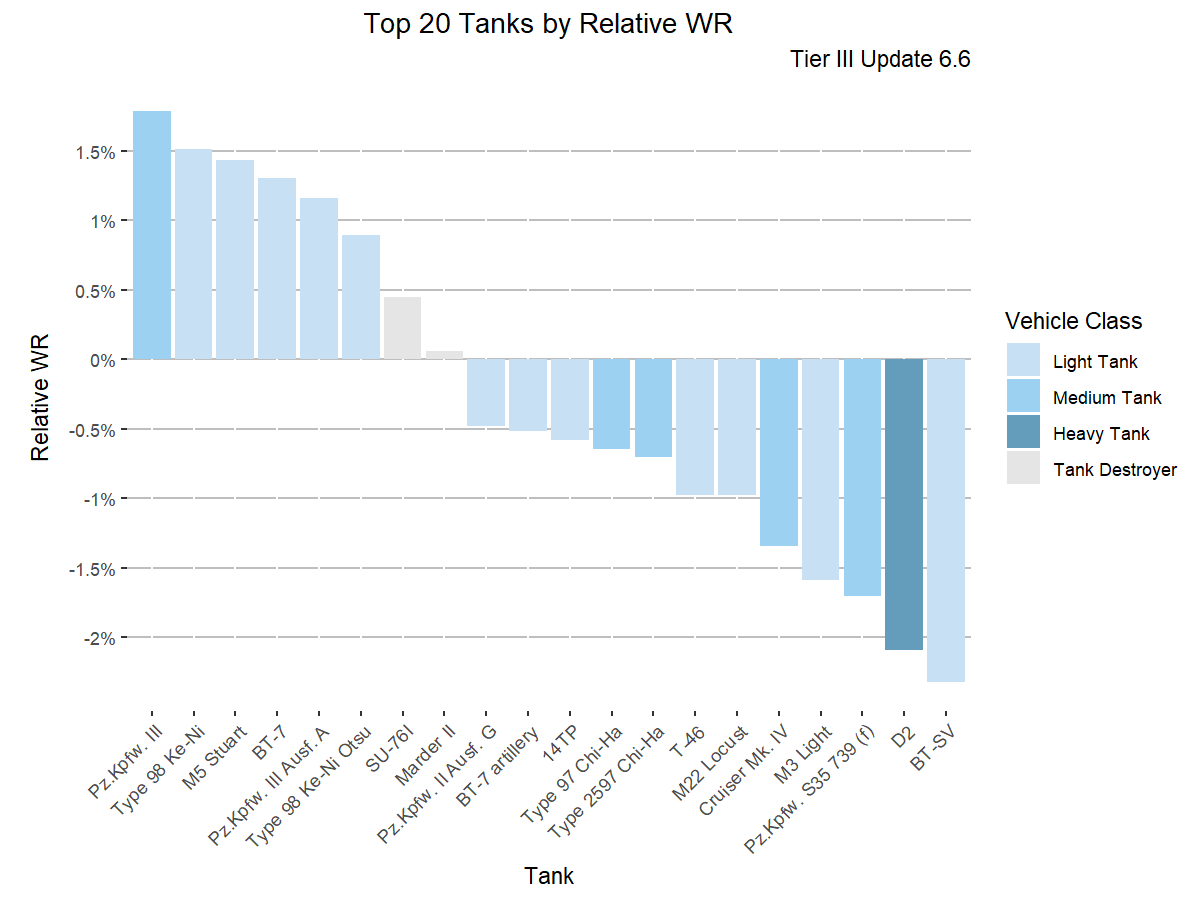 Top 20 Tanks by Relative WR
Tier III Update 6.6
1.5%
1%
0.5%
0%
-0.5%
-1%
-1.5%
-2%
Relative WR
Pz.Kpfw. III
Type 98 Ke-Ni
M5 Stuart
BT-7
Pz.Kpfw. III Ausf. A
Type 98 Ke-Ni Otsu
SU-76I
Marder II
Pz.Kpfw. II Ausf. G
BT-7 artillery
14TP
Type 97 Chi-Ha
Type 2597 Chi-Ha
T-46
M22 Locust
Cruiser Mk. IV
M3 Light
Pz.Kpfw. S35 739 (f)
D2
BT-SV
Tank
Vehicle Class
Light Tank
Medium Tank
Heavy Tank
Tank Destroyer